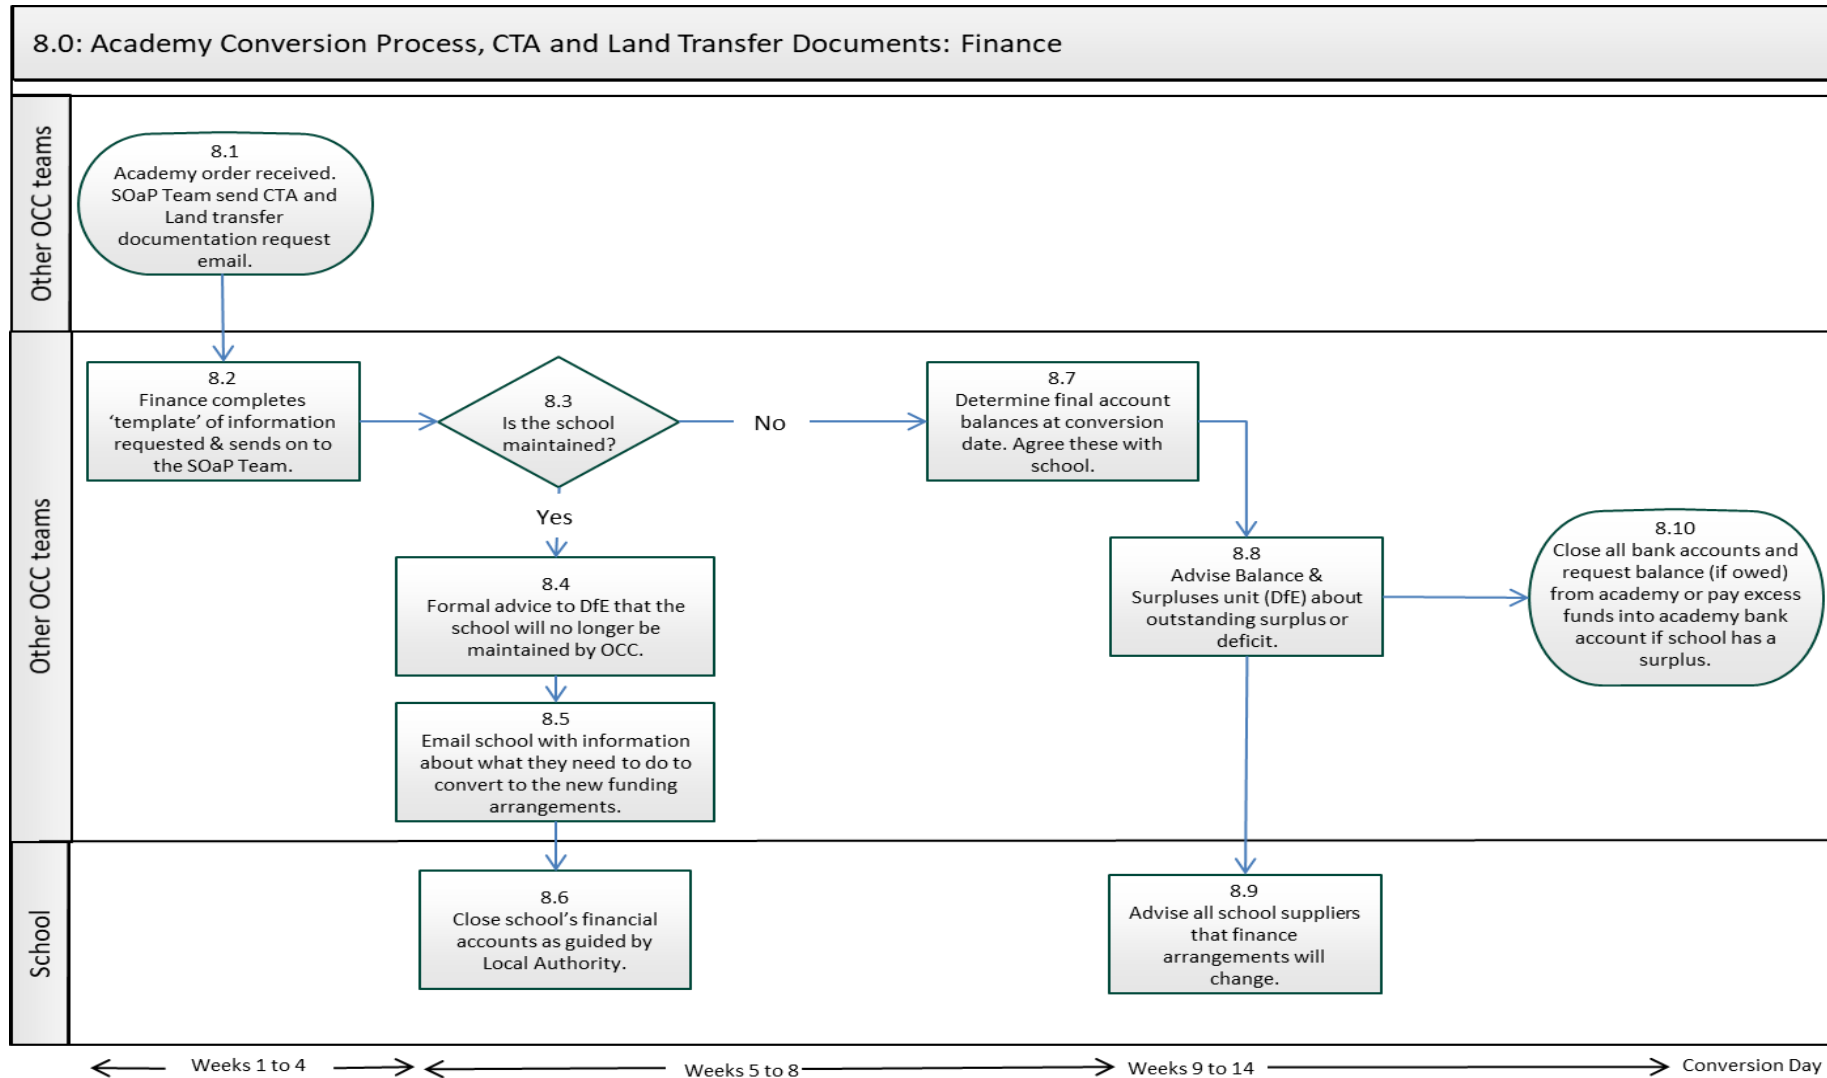 8.0: Academy Conversion Process, CTA and Land Transfer Documents: Finance
Other OCC teams
8.1
Academy order received.
SOaP Team send CTA and
Land transfer
documentation request
email.
Other OCC teams
8.2
Finance completes
‘template’ of information
requested & sends on to
the SOaP Team.
8.3
Is the school
maintained?
No
Yes
8.4
Formal advice to DfE that the
school will no longer be
maintained by OCC.
8.5
Email school with information
about what they need to do to
convert to the new funding
arrangements.
8.7
Determine final account
balances at conversion
date. Agree these with
school.
8.8
Advise Balance &
Surpluses unit (DfE) about
outstanding surplus or
deficit.
8.10
Close all bank accounts and
request balance (if owed)
from academy or pay excess
funds into academy bank
account if school has a
surplus.
School
8.6
Close school’s financial
accounts as guided by
Local Authority.
8.9
Advise all school suppliers
that finance
arrangements will
change.
Weeks 1 to 4
Weeks 5 to 8
Weeks 9 to 14
Conversion Day